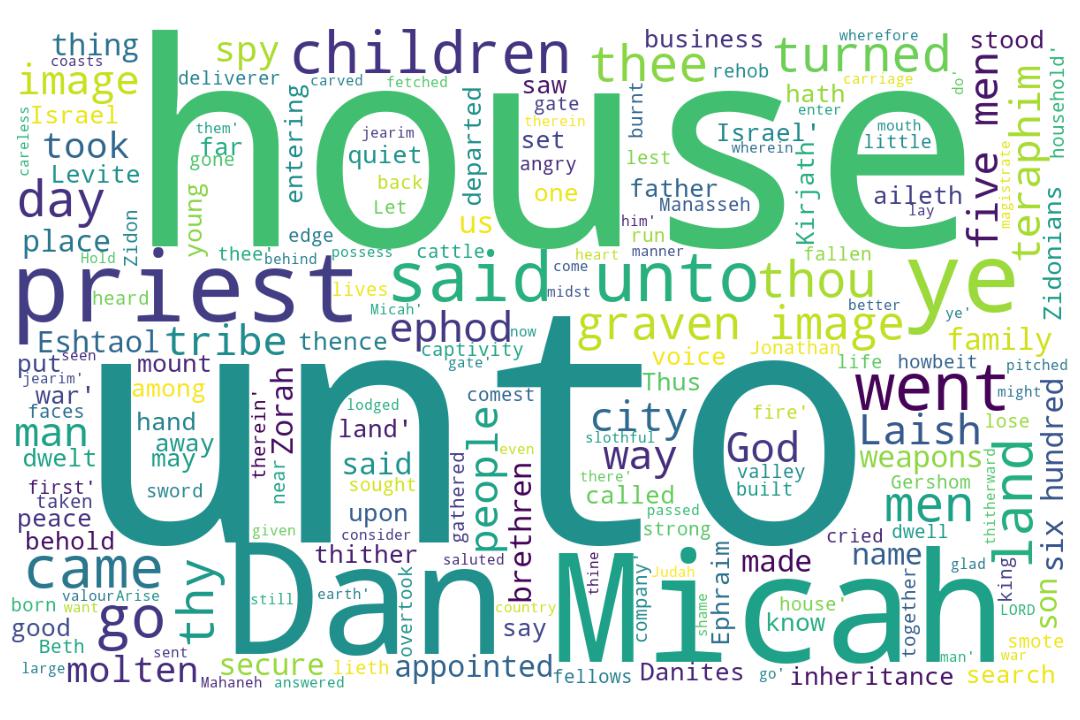 thing
coasts
spy
children
business
wherefore
stood
thee
turned
image
deliverer
carved
fetched
saw
rehob
carriage
hath
men
teraphim
do'
household'
Israel
house
gate
therein
burnt
enter
careless
took
them'
far
gone
entering
jearim
quiet
departed
set
angry
Israel'
wherein
mouth
little
five
magistrate
Levite
back
Let
one
lest
father
Manasseh
Kirjath'
aileth
lay
Zidonians
day
young
us
him'
run
place
Zidon
edge
Hold
thee'
behind
possess
cattle
heart
manner
fallen
priest
heard
lives
said unto
come
midst
thou
better
ye
ye'
Micah'
Eshtaol
tribe
thence
ephod
now
graven image
family
captivity
gate'
voice
Jonathan
put
seen
mount
life
howbeit
pitched
jearim'
among
comest
Thus
went
might
war'
unto
Zorah
lodged
faces
hand
land'
people
city
fire'
Laish
lose
man
away
therein'
slothful
God
way
dwelt
may
near
said
gathered
even
valley
weapons
six hundred
first'
sword
sought
brethren
there'
built
Gershom
land
thitherward
taken
upon
called
passed
men
peace
given
consider
strong
dwell
behold
thither
saluted
cried
came
Dan
Micah
thine
company'
Judah
made
name
glad
king
born
valour
Arise
thy
still
earth'
overtook
country
shame
Ephraim
house'
together
LORD
son
want
go
good
say
know
smote
Beth
sent
man'
war
large
molten
secure
lieth
appointed
fellows
Danites
go'
inheritance
search
Mahaneh
answered